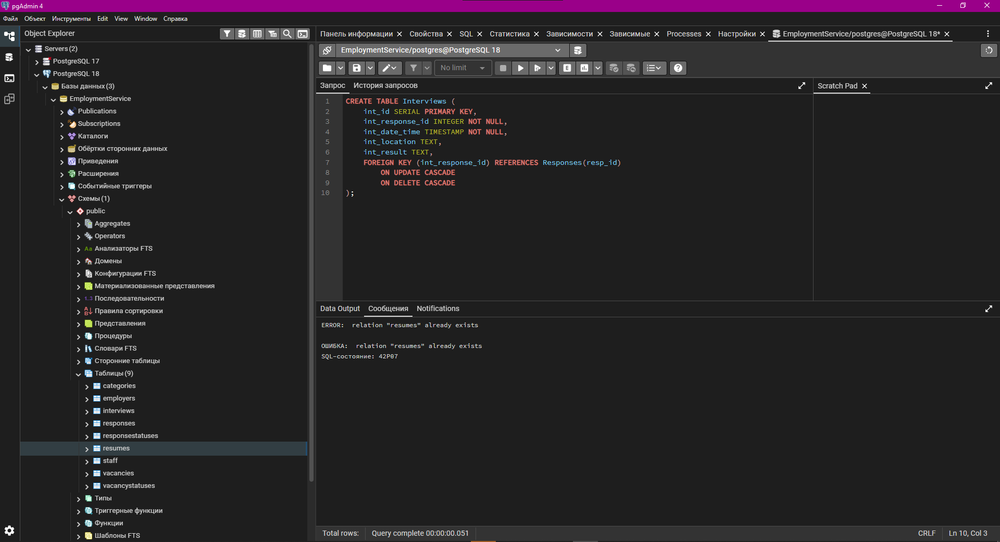 pgAdmin 4
Файл Объект Инструменты Edit View Window Справка
Object Explorer
Servers (2)
PostgreSQL 17
PostgreSQL 18
Базы данных (3)
EmploymentService
Publications
Subscriptions
Каталоги
Обёртки сторонних данных
Приведения
Расширения
Событийные триггеры
Схемы (1)
public
Aggregates
Operators
Aa Анализаторы FTS
Домены
Конфигурации FTS
Материализованные представления
1..3 Последовательности
Правила сортировки
Представления
Процедуры
Словари FTS
Сторонние таблицы
Таблицы (9)
categories
employers
interviews
responses
responsestatuses
resumes
staff
vacancies
vacancystatuses
Типы
Триггерные функции
Функции
Шаблоны FTS
Панель информации Свойства SQL Статистика Зависимости Зависимые Processes Настройки EmploymentService/postgres@PostgreSQL 18*
EmploymentService/postgres@PostgreSQL 18
No limit
Запрос История запросов
1 CREATE TABLE Interviews (
2 int_id SERIAL PRIMARY KEY,
3 int_response_id INTEGER NOT NULL,
4 int_date_time TIMESTAMP NOT NULL,
5 int_location TEXT,
6 int_result TEXT,
7 FOREIGN KEY (int_response_id) REFERENCES Responses(resp_id)
8 ON UPDATE CASCADE
9 ON DELETE CASCADE
10 );
Scratch Pad
Data Output Сообщения Notifications
ERROR:  relation "resumes" already exists
ОШИБКА:  relation "resumes" already exists
SQL-состояние: 42P07
Total rows: Query complete 00:00:00.051 CRLF Ln 10, Col 3